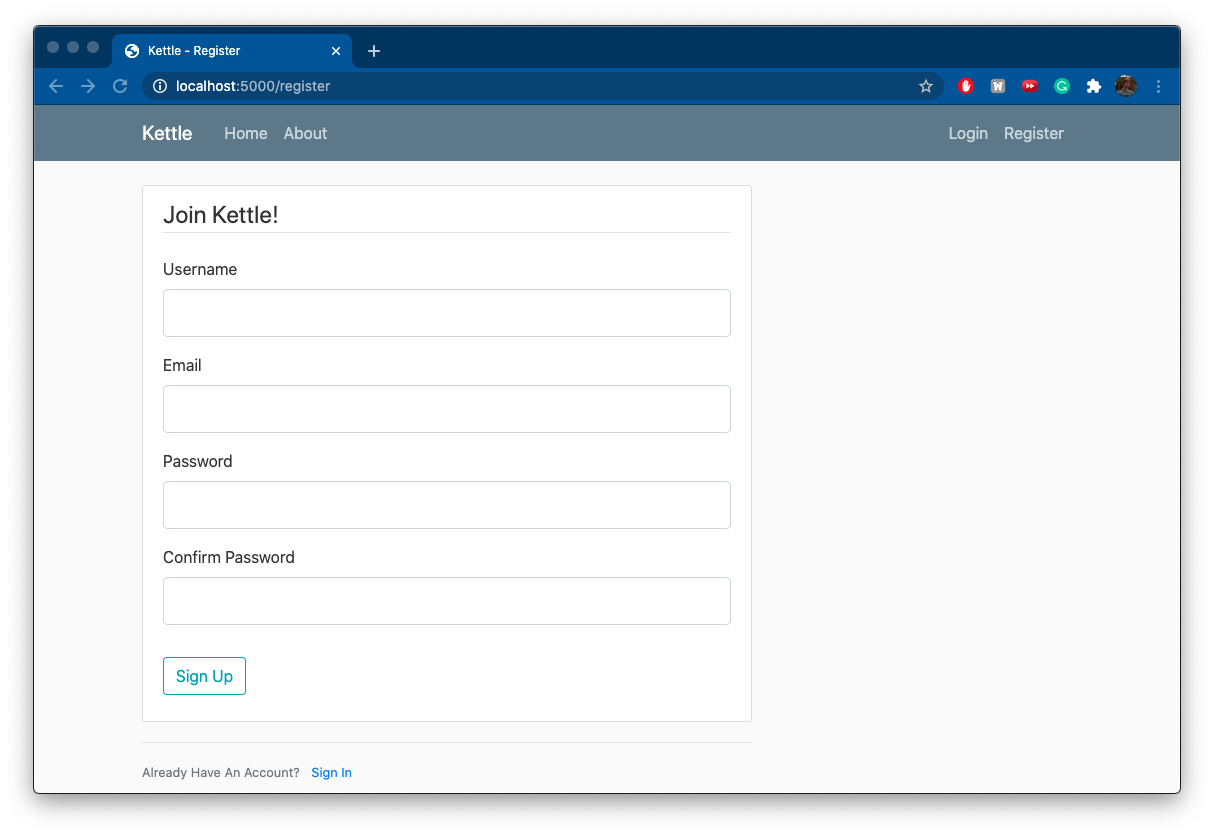 Kettle - Register
localhost:5000/register
Kettle Home About Login Register
Join Kettle!
Username
Email
Password
Confirm Password
Sign Up
Already Have An Account? Sign In